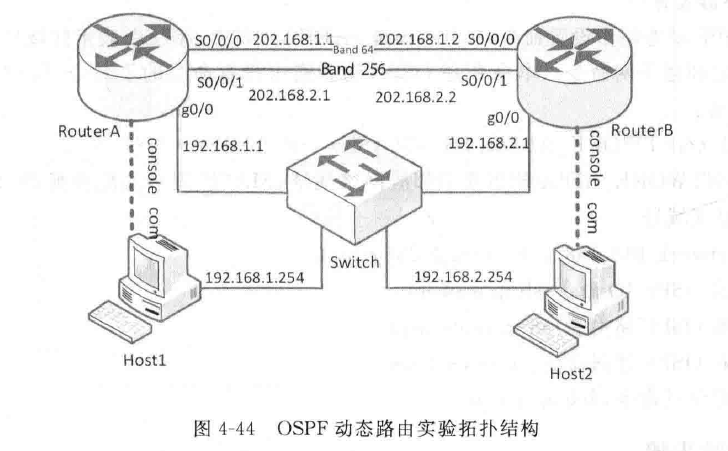 S0/0/0 202.168.1.1 Band 64 202.168.1.2 S0/0/0
Band 256
S0/0/1 S0/0/1
202.168.2.1 202.168.2.2
g0/0 g0/0
RouterA RouterB
192.168.1.1 192.168.2.1
console com
console com
Switch
192.168.1.254 192.168.2.254
Host1 Host2
图 4-44 OSPF 动态路由实验拓扑结构